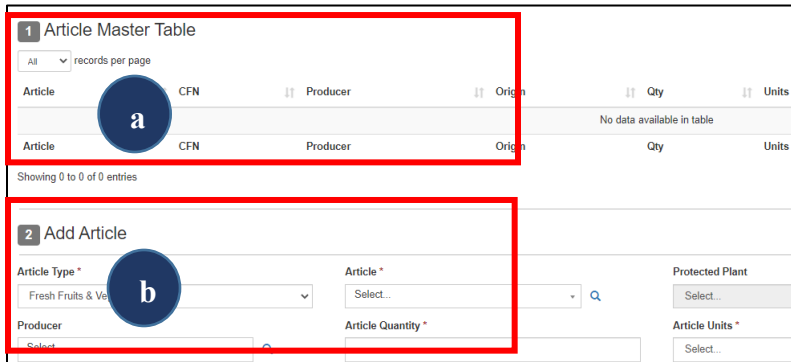 1 Article Master Table
All records per page
Article CFN Producer Origin Qty Units
a
No data available in table
Article CFN Producer Origin Qty Units
Showing 0 to 0 of 0 entries
2 Add Article
Article Type * Article * Protected Plant
b
Fresh Fruits & Ve Select... Select...
Producer Article Quantity * Article Units *
Select... Select...